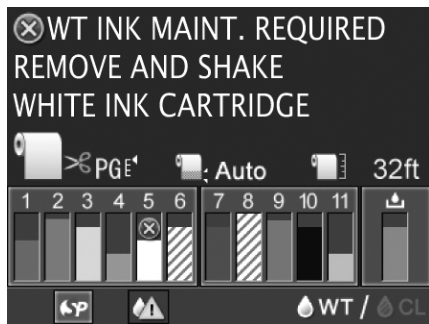 WT INK MAINT. REQUIRED
REMOVE AND SHAKE
WHITE INK CARTRIDGE
PGE : Auto 32ft
1 2 3 4 5 6 7 8 9 10 11
SP WT / CL